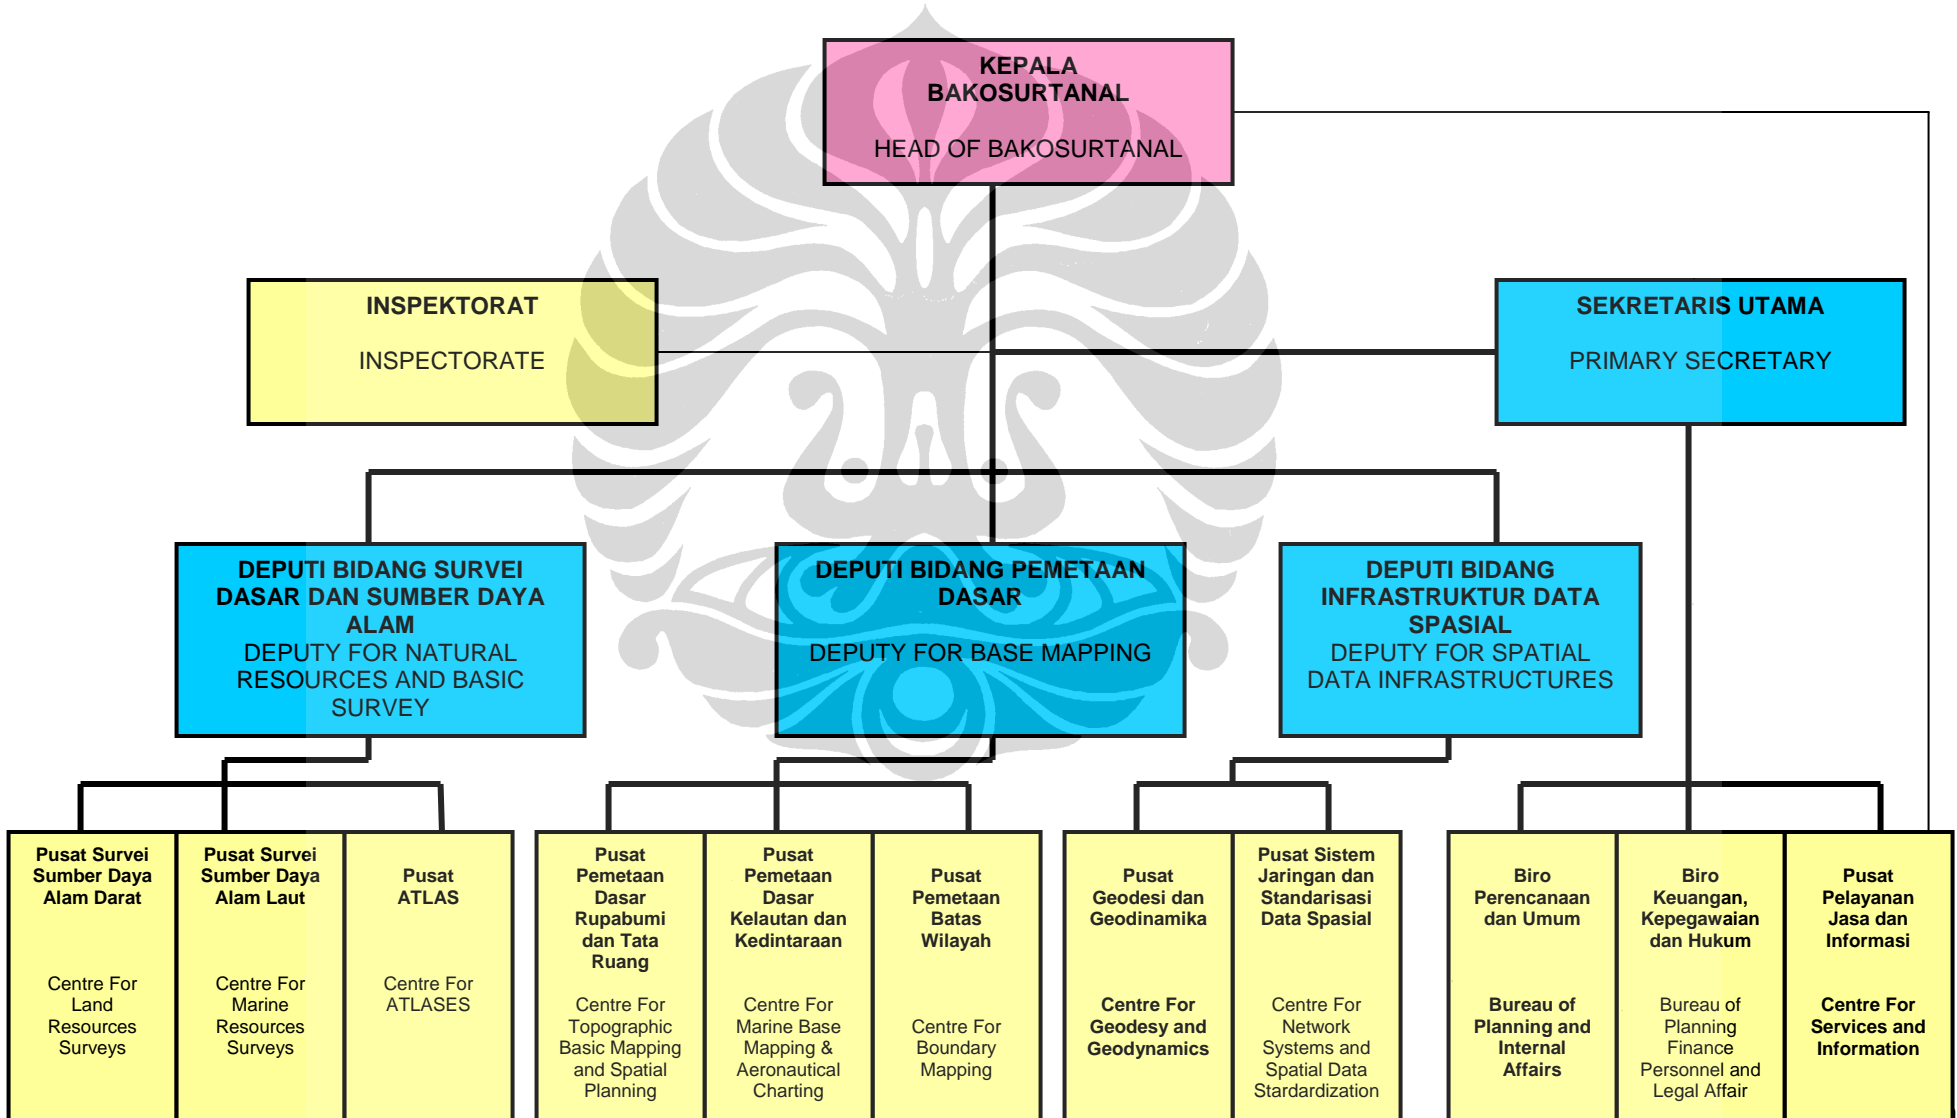 KEPALA
BAKOSURTANAL
HEAD OF BAKOSURTANAL
INSPEKTORAT
INSPECTORATE
SEKRETARIS UTAMA
PRIMARY SECRETARY
DEPUTI BIDANG SURVEI
DASAR DAN SUMBER DAYA
ALAM
DEPUTY FOR NATURAL
RESOURCES AND BASIC
SURVEY
DEPUTI BIDANG PEMETAAN
DASAR
DEPUTY FOR BASE MAPPING
DEPUTI BIDANG
INFRASTRUKTUR DATA
SPASIAL
DEPUTY FOR SPATIAL
DATA INFRASTRUCTURES
Pusat Survei
Sumber Daya
Alam Darat
Centre For
Land
Resources
Surveys
Pusat Survei
Sumber Daya
Alam Laut
Centre For
Marine
Resources
Surveys
Pusat
ATLAS
Centre For
ATLASES
Pusat
Pemetaan
Dasar
Rupabumi
dan Tata
Ruang
Centre For
Topographic
Basic Mapping
and Spatial
Planning
Pusat
Pemetaan
Dasar
Kelautan dan
Kedintaraan
Centre For
Marine Base
Mapping &
Aeronautical
Charting
Pusat
Pemetaan
Batas
Wilayah
Centre For
Boundary
Mapping
Pusat
Geodesi dan
Geodinamika
Centre For
Geodesy and
Geodynamics
Pusat Sistem
Jaringan dan
Standarisasi
Data Spasial
Centre For
Network
Systems and
Spatial Data
Stardardization
Biro
Perencanaan
dan Umum
Bureau of
Planning and
Internal
Affairs
Biro
Keuangan,
Kepegawaian
dan Hukum
Bureau of
Planning
Finance
Personnel and
Legal Affair
Pusat
Pelayanan
Jasa dan
Informasi
Centre For
Services and
Information